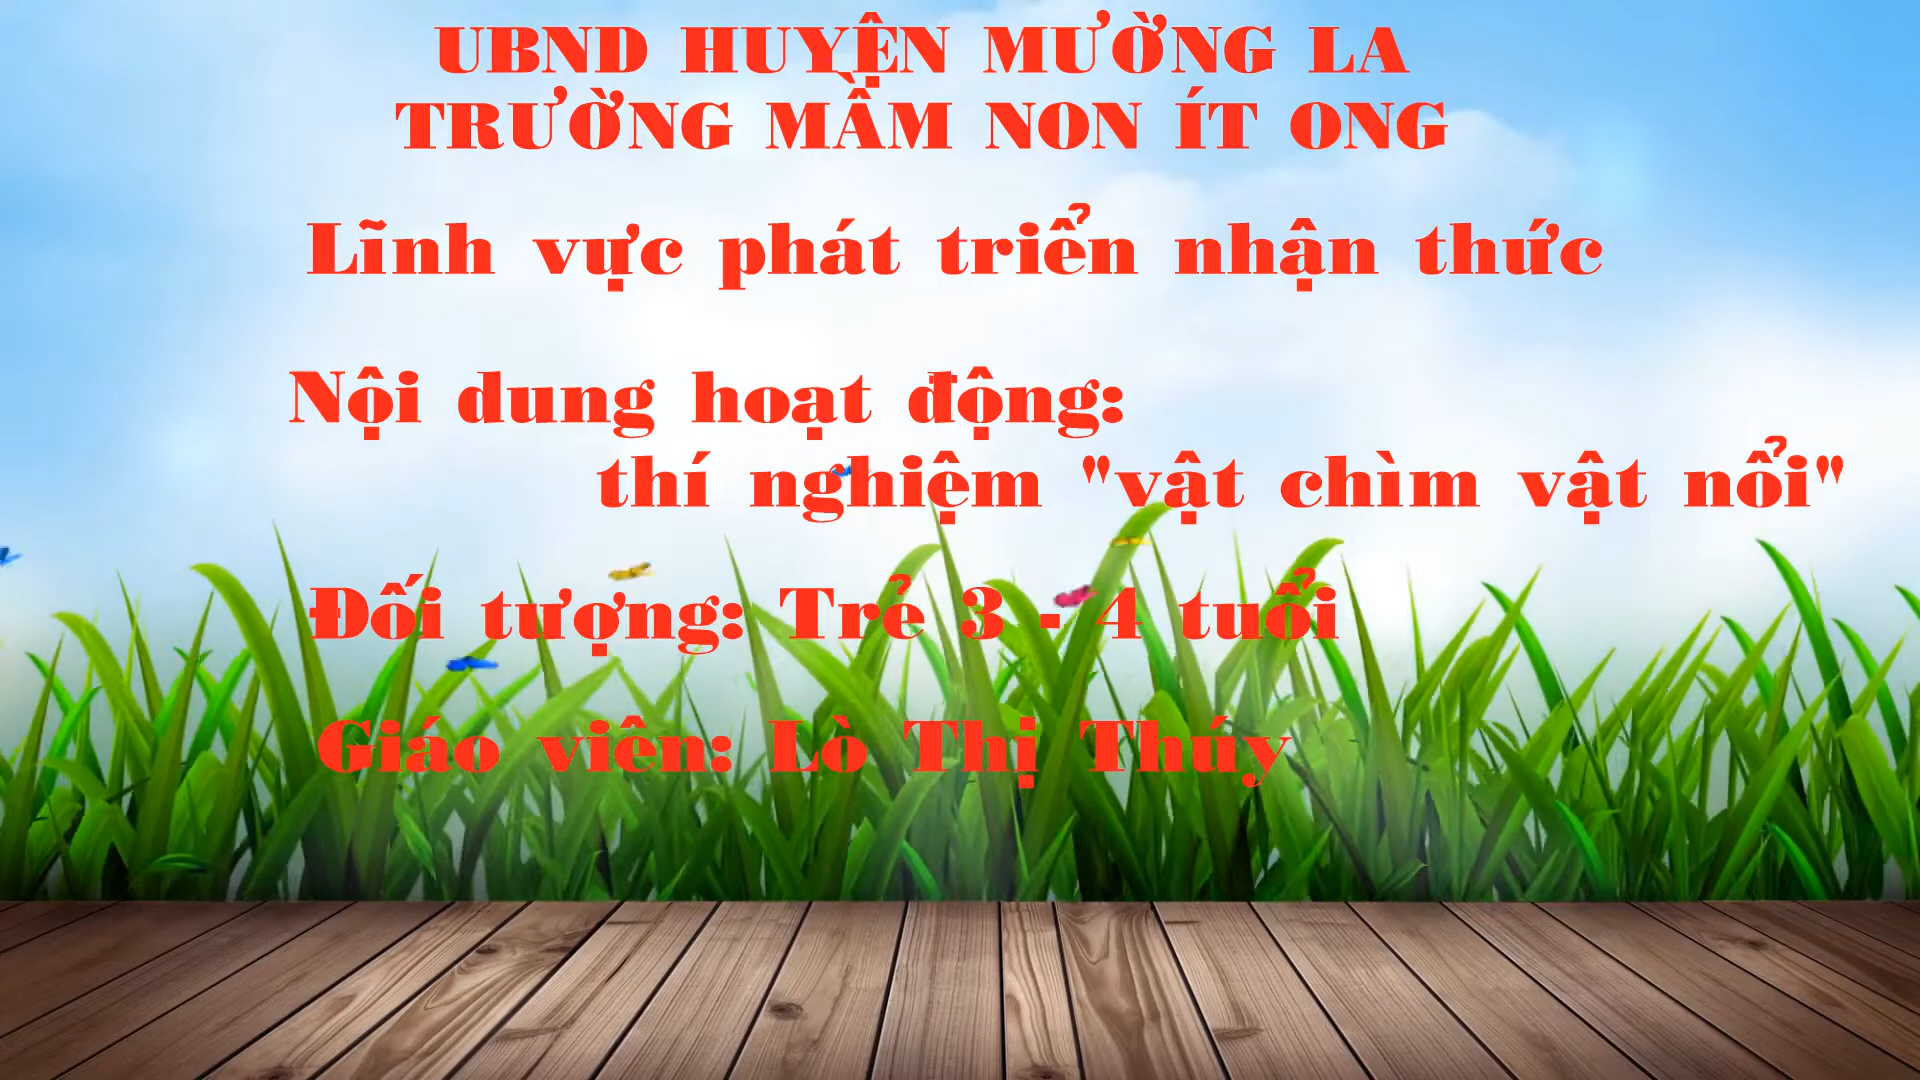 UBND HUYỆN MƯỜNG LA
TRƯỜNG MẦM NON ÍT ONG
Lĩnh vực phát triển nhận thức
Nội dung hoạt động:
thí nghiệm "vật chìm vật nổi"
Đối tượng: Trẻ 3 - 4 tuổi
Giáo viên: Lò Thị Thúy